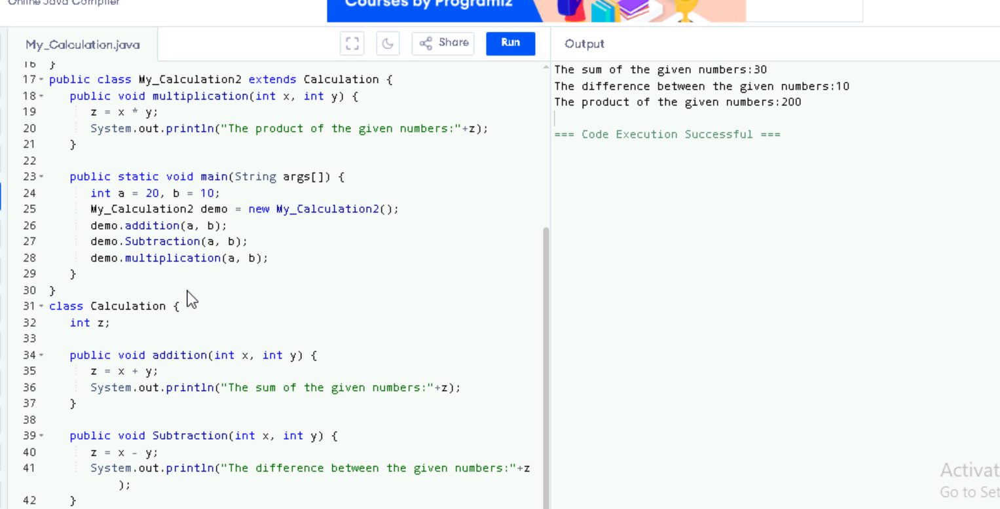 Online Java Compiler
Courses by Programiz
My_Calculation.java
Share
Run
Output
16 }
17 public class My_Calculation2 extends Calculation {
18 public void multiplication(int x, int y) {
19 z = x * y;
20 System.out.println("The product of the given numbers:"+z);
21 }
22
23 public static void main(String args[]) {
24 int a = 20, b = 10;
25 My_Calculation2 demo = new My_Calculation2();
26 demo.addition(a, b);
27 demo.Subtraction(a, b);
28 demo.multiplication(a, b);
29 }
30 }
31 class Calculation {
32 int z;
33
34 public void addition(int x, int y) {
35 z = x + y;
36 System.out.println("The sum of the given numbers:"+z);
37 }
38
39 public void Subtraction(int x, int y) {
40 z = x - y;
41 System.out.println("The difference between the given numbers:"+z
);
42 }
The sum of the given numbers:30
The difference between the given numbers:10
The product of the given numbers:200
=== Code Execution Successful ===
Activat
Go to Set